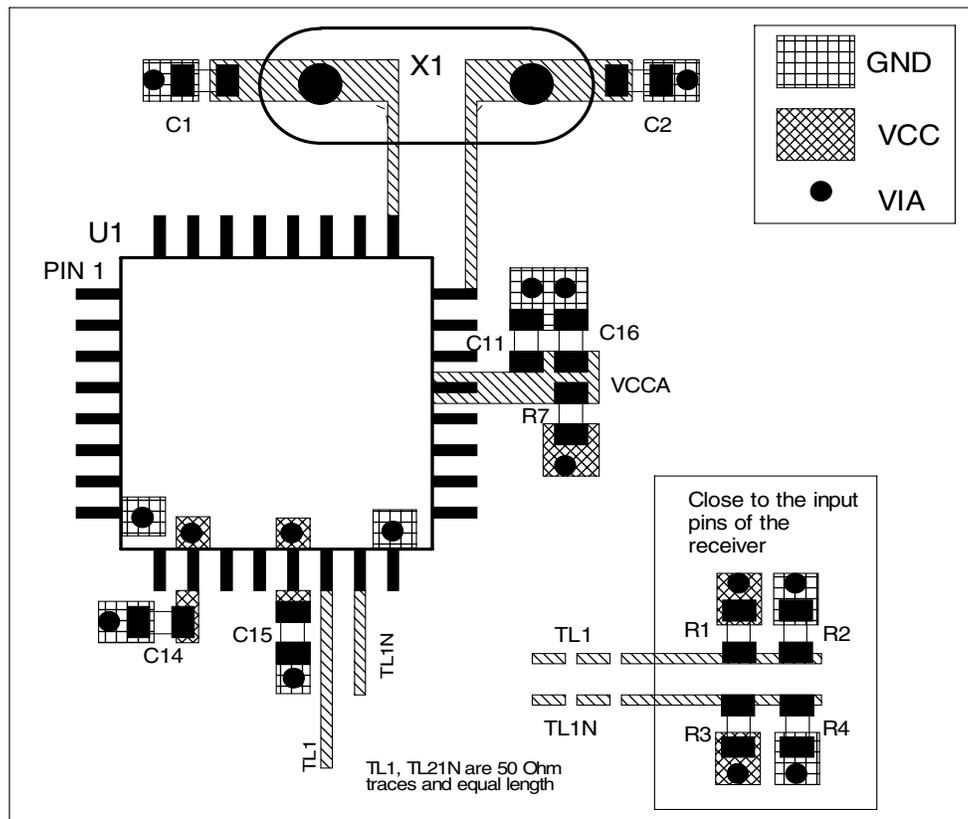 X1
GND
C1
C2
VCC
VIA
U1
PIN 1
C11
C16
VCCA
R7
Close to the input
pins of the
receiver
R1
R2
TL1
C14
C15
TL1N
TL1N
R3
R4
TL1
TL1, TL21N are 50 Ohm
traces and equal length